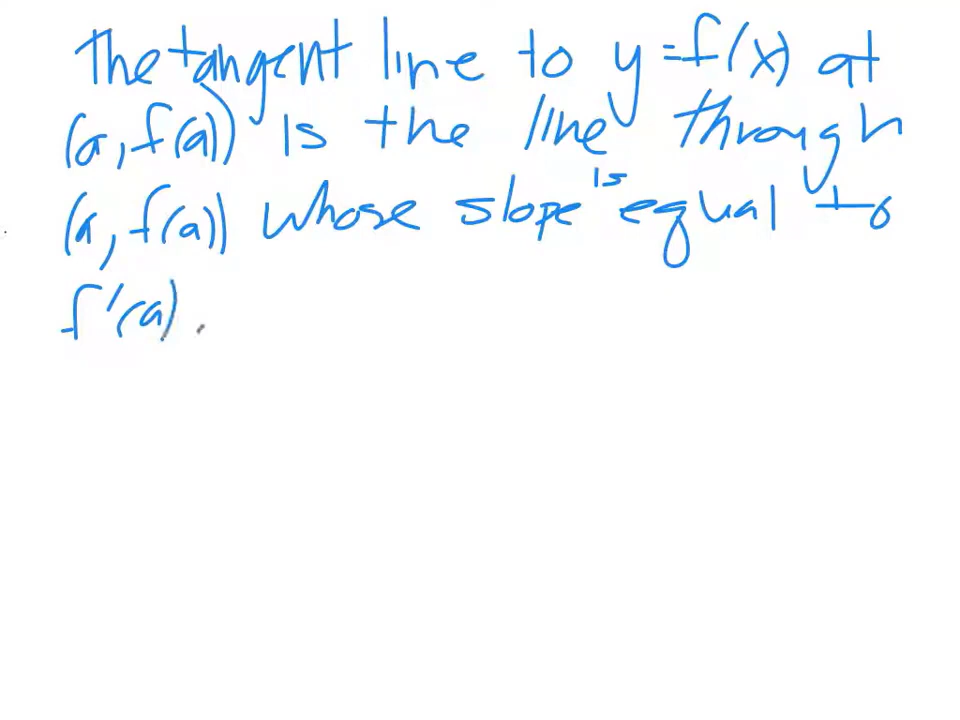 The tangent line to y=f(x) at
(a, f(a)) is the line through
(a, f(a)) whose slope is equal to
f'(a).